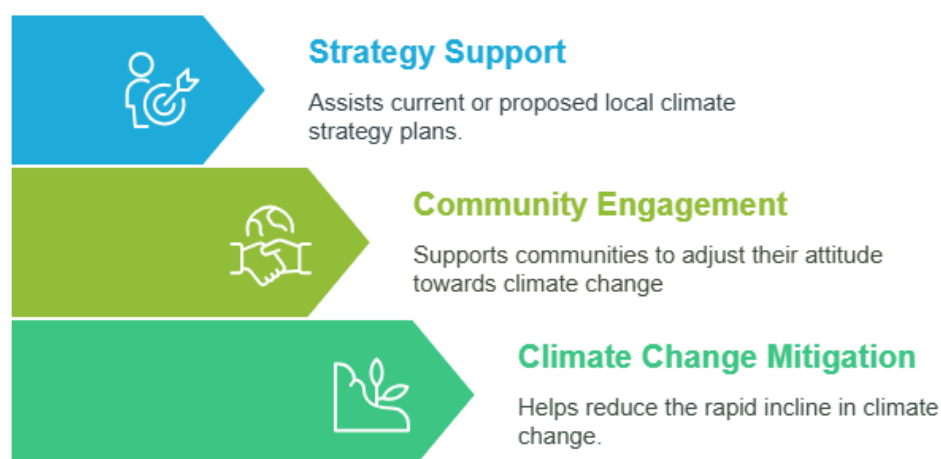 Strategy Support
Assists current or proposed local climate
strategy plans.
Community Engagement
Supports communities to adjust their attitude
towards climate change
Climate Change Mitigation
Helps reduce the rapid incline in climate
change.